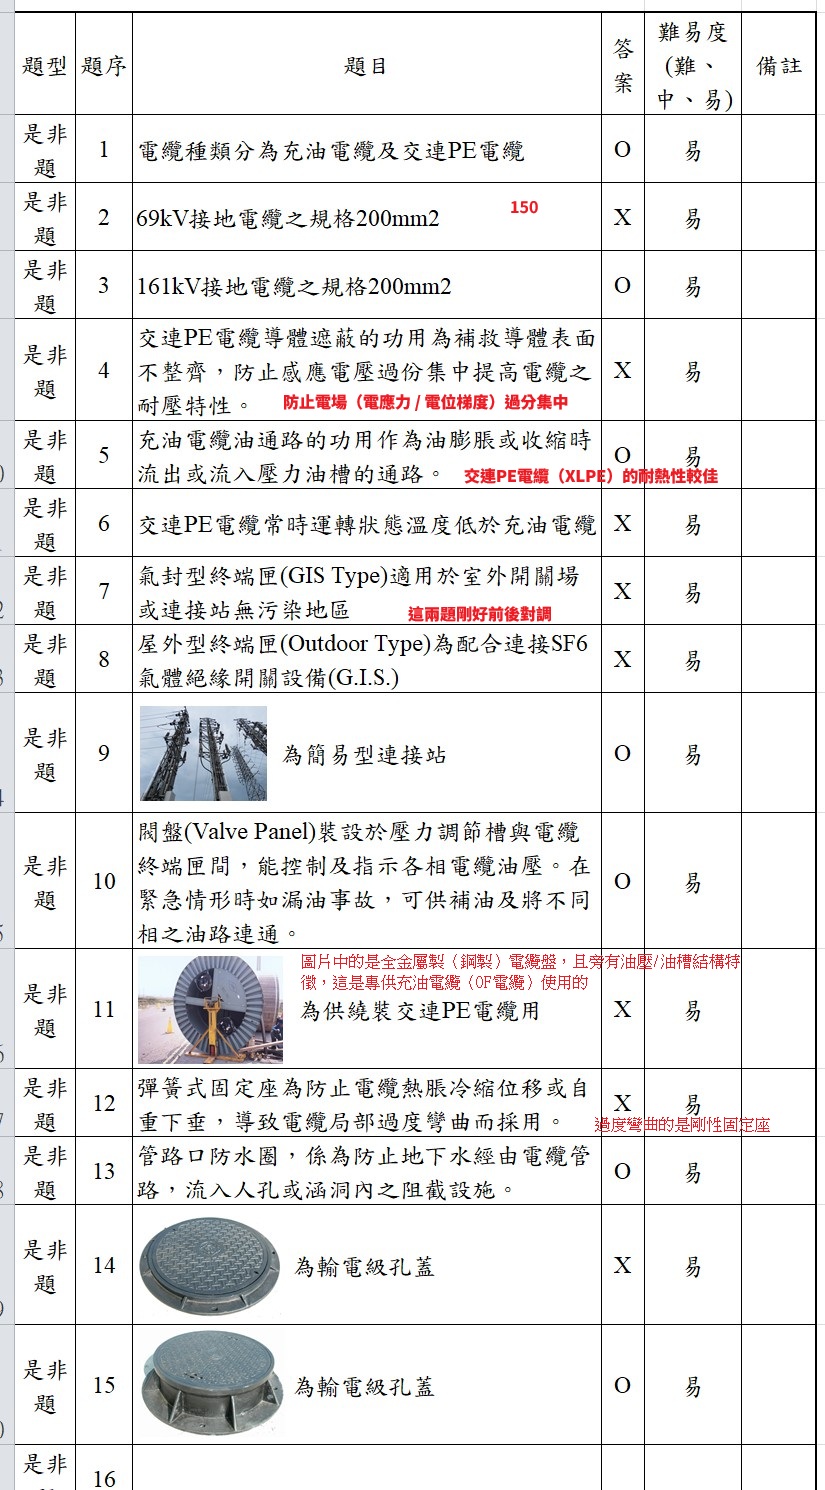 題型 題序 題目 答案 難易度(難、中、易) 備註
是非題 1 電纜種類分為充油電纜及交連PE電纜 O 易
是非題 2 69kV接地電纜之規格200mm2 150 X 易
是非題 3 161kV接地電纜之規格200mm2 O 易
是非題 4 交連PE電纜導體遮蔽的功用為補救導體表面
不整齊，防止感應電壓過份集中提高電纜之 X 易
耐壓特性。 防止電場（電應力 / 電位梯度）過分集中
是非題 5 充油電纜油通路的功用作為油膨脹或收縮時 O 易
流出或流入壓力油槽的通路。 交連PE電纜（XLPE）的耐熱性較佳
是非題 6 交連PE電纜常時運轉狀態溫度低於充油電纜 X 易
是非題 7 氣封型終端匣(GIS Type)適用於室外開關場 X 易
或連接站無污染地區 這兩題剛好前後對調
是非題 8 屋外型終端匣(Outdoor Type)為配合連接SF6 X 易
氣體絕緣開關設備(G.I.S.)
是非題 9 為簡易型連接站 O 易
是非題 10 閥盤(Valve Panel)裝設於壓力調節槽與電纜
終端匣間，能控制及指示各相電纜油壓。在 O 易
緊急情形時如漏油事故，可供補油及將不同
相之油路連通。
圖片中的是全金屬製（鋼製）電纜盤，且旁有油壓/油槽結構特
徵，這是專供充油電纜（OF電纜）使用的
是非題 11 為供繞裝交連PE電纜用 X 易
是非題 12 彈簧式固定座為防止電纜熱脹冷縮位移或自 X 易
重下垂，導致電纜局部過度彎曲而採用。 過度彎曲的是剛性固定座
是非題 13 管路口防水圈，係為防止地下水經由電纜管 O 易
路，流入人孔或涵洞內之阻截設施。
是非題 14 為輸電級孔蓋 X 易
是非題 15 為輸電級孔蓋 O 易
是非 16